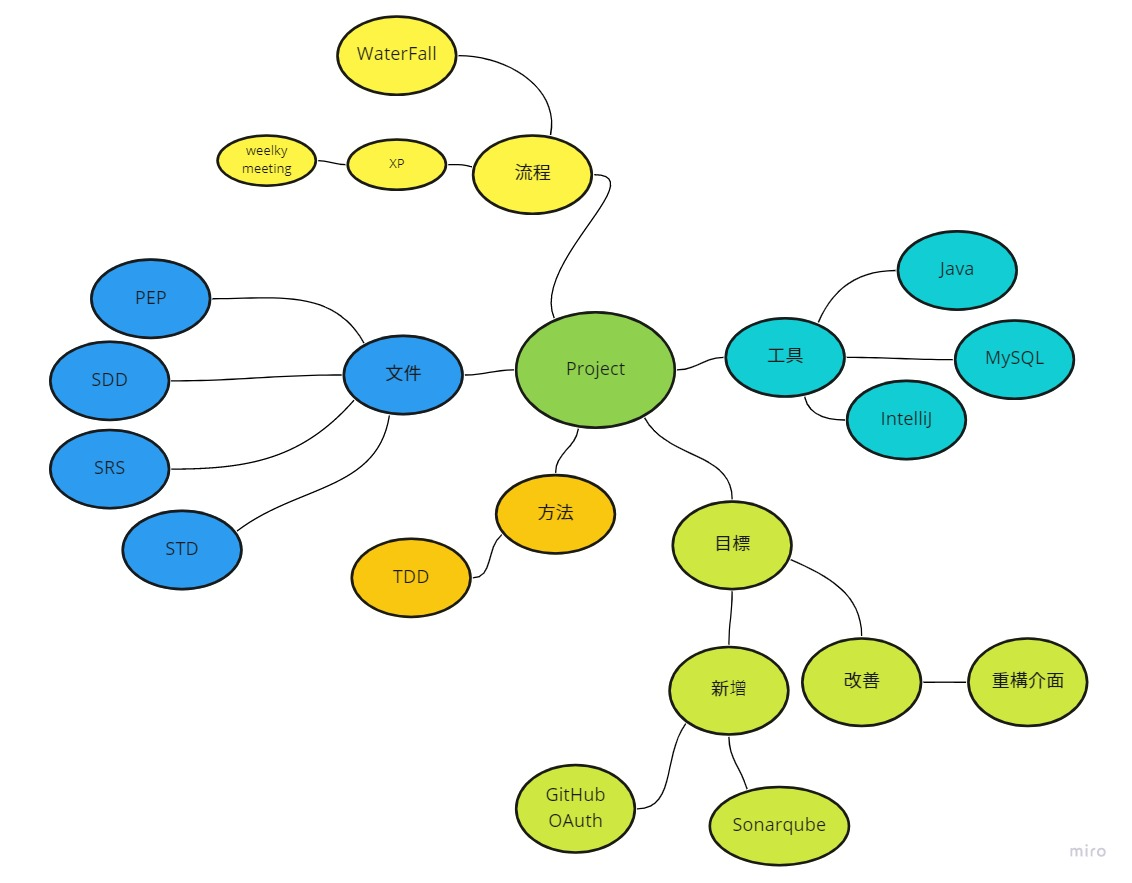 WaterFall
weelky
meeting
XP
流程
PEP
SDD
SRS
STD
文件
Project
工具
Java
MySQL
IntelliJ
方法
TDD
目標
新增
改善
重構介面
GitHub
OAuth
Sonarqube
miro